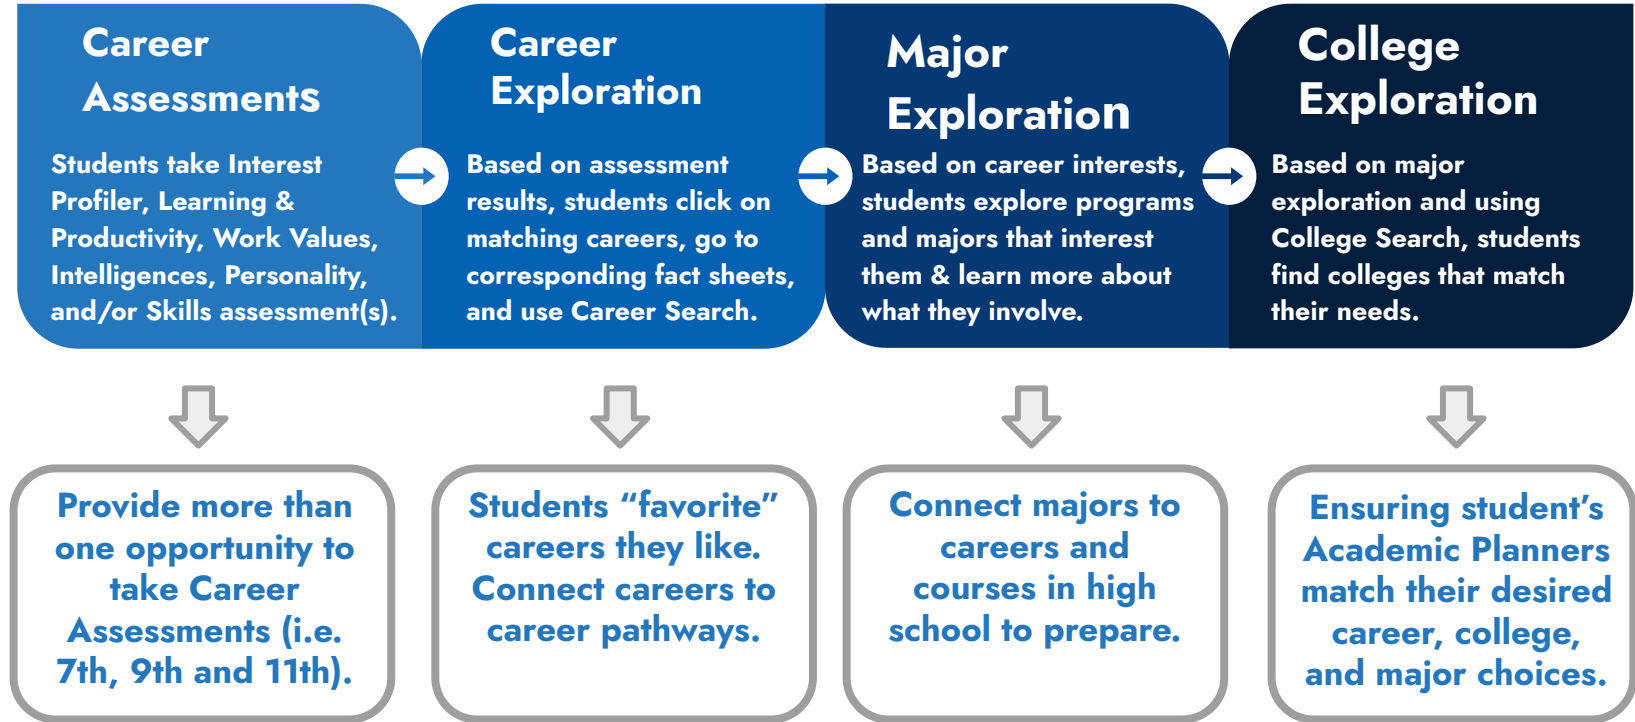 Career
Assessments
Students take Interest
Profiler, Learning &
Productivity, Work Values,
Intelligences, Personality,
and/or Skills assessment(s).
Career
Exploration
Based on assessment
results, students click on
matching careers, go to
corresponding fact sheets,
and use Career Search.
Major
Exploration
Based on career interests,
students explore programs
and majors that interest
them & learn more about
what they involve.
College
Exploration
Based on major
exploration and using
College Search, students
find colleges that match
their needs.
Provide more than
one opportunity to
take Career
Assessments (i.e.
7th, 9th and 11th).
Students “favorite”
careers they like.
Connect careers to
career pathways.
Connect majors to
careers and
courses in high
school to prepare.
Ensuring student’s
Academic Planners
match their desired
career, college,
and major choices.